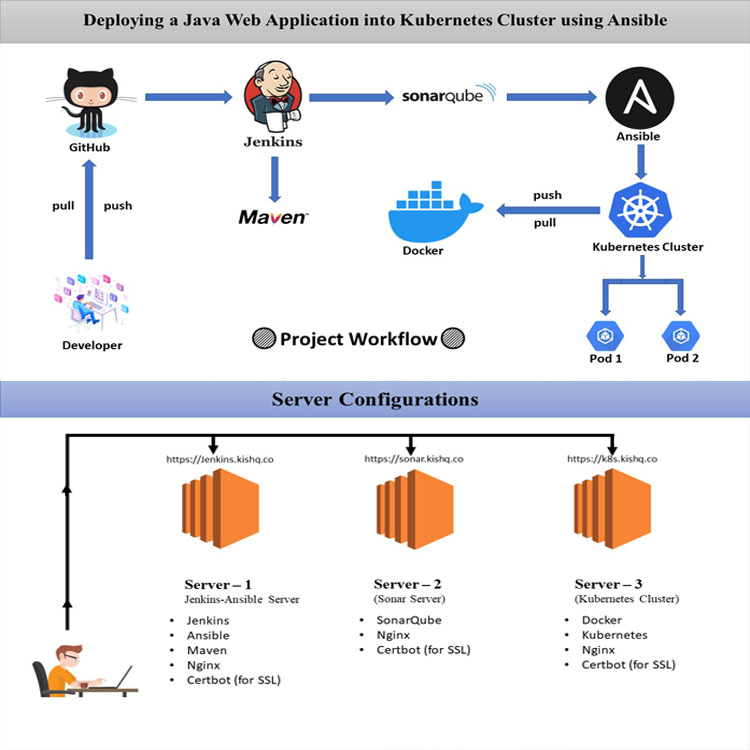 Deploying a Java Web Application into Kubernetes Cluster using Ansible
GitHub
Jenkins
sonarQube
Ansible
pull
push
Maven™
Docker
push
pull
Kubernetes Cluster
Developer
Project Workflow
Pod 1
Pod 2
Server Configurations
https://jenkins.kishq.co
https://sonar.kishq.co
https://k8s.kishq.co
Server – 1
Jenkins-Ansible Server
• Jenkins
• Ansible
• Maven
• Nginx
• Certbot (for SSL)
Server – 2
(Sonar Server)
• SonarQube
• Nginx
• Certbot (for SSL)
Server – 3
(Kubernetes Cluster)
• Docker
• Kubernetes
• Nginx
• Certbot (for SSL)